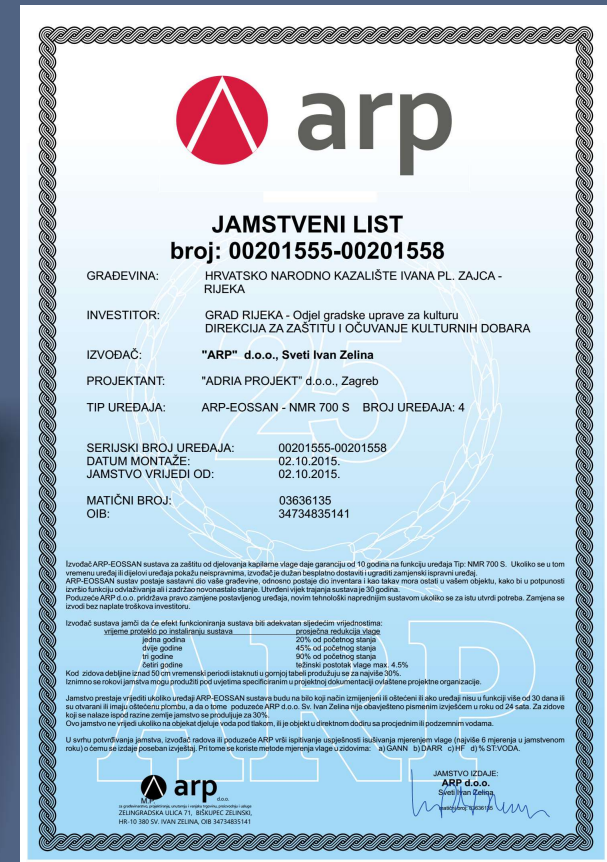 arp
JAMSTVENI LIST
broj: 00201555-00201558
GRAĐEVINA: HRVATSKO NARODNO KAZALIŠTE IVANA PL. ZAJCA -
RIJEKA
INVESTITOR: GRAD RIJEKA - Odjel gradske uprave za kulturu
DIREKCIJA ZA ZAŠTITU I OČUVANJE KULTURNIH DOBARA
IZVOĐAČ: "ARP" d.o.o., Sveti Ivan Zelina
PROJEKTANT: "ADRIA PROJEKT" d.o.o., Zagreb
TIP UREĐAJA: ARP-EOSSAN - NMR 700 S BROJ UREĐAJA: 4
SERIJSKI BROJ UREĐAJA: 00201555-00201558
DATUM MONTAŽE: 02.10.2015.
JAMSTVO VRIJEDI OD: 02.10.2015.
MATIČNI BROJ: 03636135
OIB: 34734835141
Izvođač ARP-EOSSAN sustava za zaštitu od djelovanja kapilarne vlage daje garanciju od 10 godina na funkciju uređaja Tip: NMR 700 S. Ukoliko se u tom
vremenu uređaj ili dijelovi uređaja pokažu neispravnima, izvođač je dužan besplatno dostaviti i ugraditi zamjenski ispravni uređaj.
ARP-EOSSAN sustav postaje sastavni dio vaše građevine, odnosno postaje dio inventara i kao takav mora ostati u vašem objektu, kako bi u potpunosti
izvršio funkciju odvlaživanja ali i zadržao novonastalo stanje. Utvrđeni vijek trajanja sustava je 30 godina.
Poduzeće ARP d.o.o. pridržava pravo zamjene postavljenog uređaja, novim tehnološki naprednijim sustavom ukoliko se za istu utvrdi potreba. Zamjena se
izvodi bez naplate troškova investitoru.
Izvođač sustava jamči da će efekt funkcioniranja sustava biti adekvatan sljedećim vrijednostima:
vrijeme proteklo po instaliranju sustava prosječna redukcija vlage
jedna godina 20% od početnog stanja
dvije godine 45% od početnog stanja
tri godine 90% od početnog stanja
četiri godine težinski postotak vlage max. 4.5%
Kod zidova debljine iznad 50 cm vremenski periodi istaknuti u gornjoj tabeli produžuju se za najviše 30%.
Iznimno se rokovi jamstva mogu produžiti pod uvjetima specificiranim u projektnoj dokumentaciji ovlaštene projektne organizacije.
Jamstvo prestaje vrijediti ukoliko uređaji ARP-EOSSAN sustava budu na bilo koji način izmijenjeni ili oštećeni ako uređaji nisu u funkciji više od 30 dana ili
su otvarani ili imaju oštećenu plombu, a da o tome poduzeće ARP d.o.o. Sv. Ivan Zelina nije obavješteno pismenim izvješćem u roku od 24 sata. Za zidove
koji se nalaze ispod razine zemlje jamstvo se produljuje za 30%.
Ovo jamstvo ne vrijedi ukoliko na objekat djeluje voda pod tlakom, ili je objekt u direktnom dodiru sa procjednim ili podzemnim vodama.
U svrhu potvrđivanja jamstva, izvođač radova ili poduzeće ARP vrši ispitivanje uspješnosti isušivanja mjerenjem vlage (najviše 6 mjerenja u jamstvenom
roku) o čemu se izdaje poseban izvještaj. Pri tome se koriste metode mjerenja vlage u zidovima: a) GANN b) DARR c) HF d) % ST.VODA.
arp d.o.o.
M.P.
za građevinarstvo, projektiranje, unutarnju i vanjsku trgovinu, proizvodnju i usluge
ZELINGRADSKA ULICA 71, BIŠKUPEC ZELINSKI,
HR-10 380 SV. IVAN ZELINA, OIB 34734835141
JAMSTVO IZDAJE:
ARP d.o.o.
Sveti Ivan Zelina
matični broj: 03636135
25
ARP